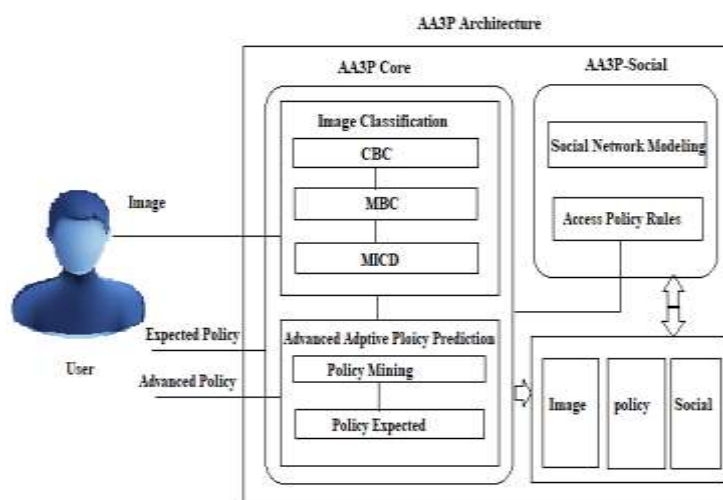 AA3P Architecture
AA3P Core
AA3P-Social
Image Classification
CBC
MBC
MICD
Social Network Modeling
Access Policy Rules
Image
User
Expected Policy
Advanced Policy
Advanced Adptive Ploicy Prediction
Policy Mining
Policy Expected
Image
policy
Social